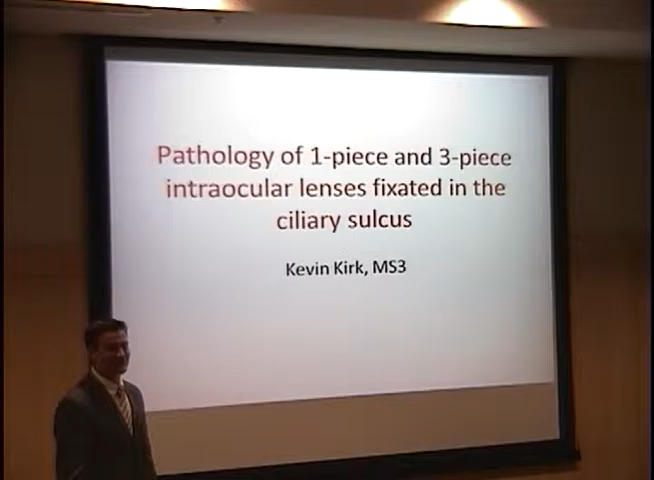 Pathology of 1-piece and 3-piece
intraocular lenses fixated in the
ciliary sulcus
Kevin Kirk, MS3